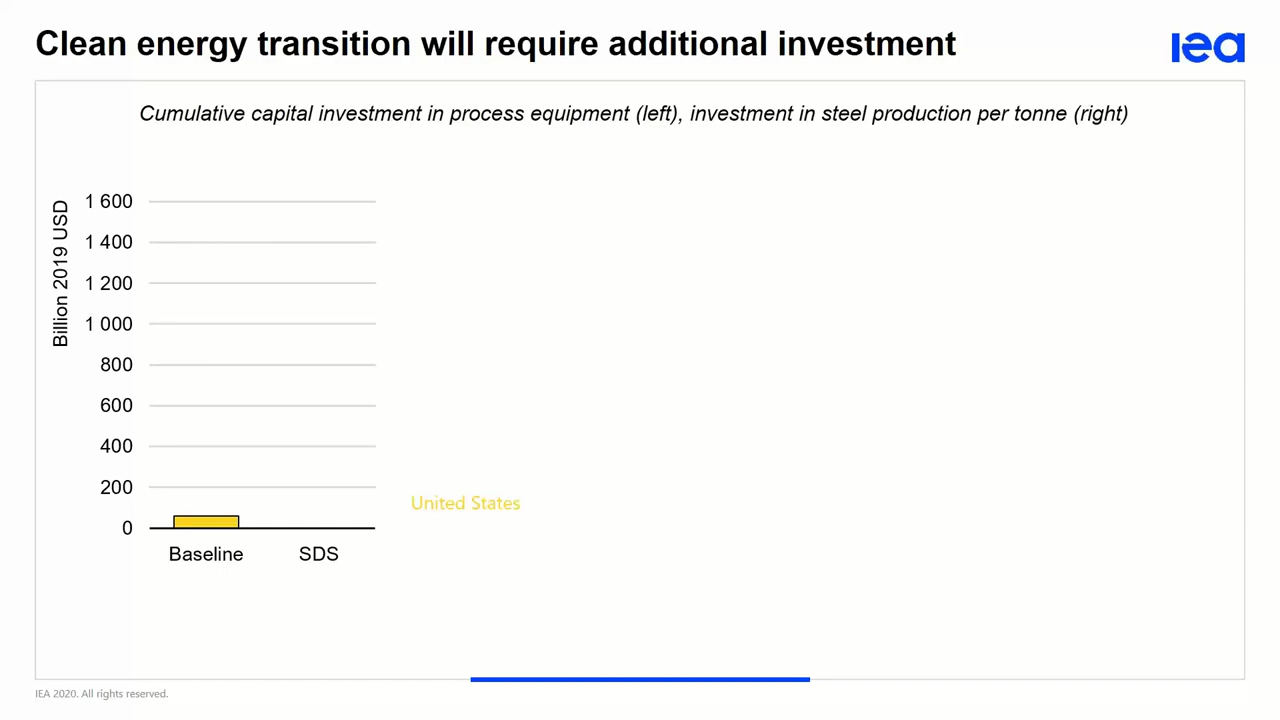 Clean energy transition will require additional investment
iea
Cumulative capital investment in process equipment (left), investment in steel production per tonne (right)
Billion 2019 USD
1 600
1 400
1 200
1 000
800
600
400
200
0
United States
Baseline
SDS
IEA 2020. All rights reserved.